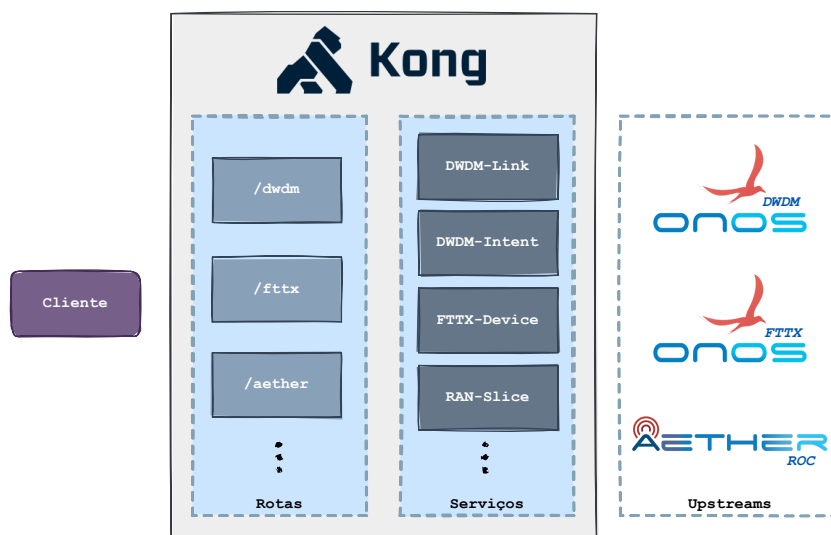 Kong
Cliente
/dwdm
/fttx
/aether
Rotas
DWDM-Link
DWDM-Intent
FTTX-Device
RAN-Slice
Serviços
DWDM
onos
FTTX
onos
AETHER
ROC
Upstreams